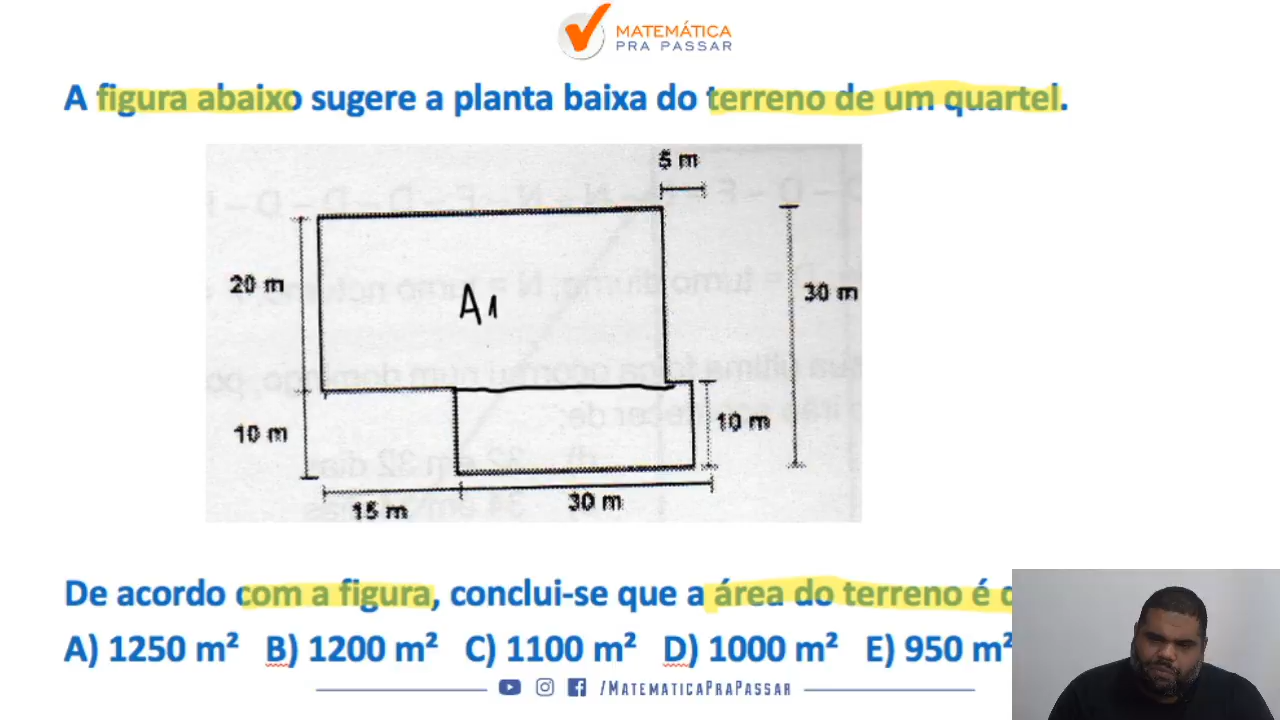 MATEMÁTICA
PRA PASSAR
A figura abaixo sugere a planta baixa do terreno de um quartel.
5 m
20 m
A1
30 m
10 m
10 m
15 m
30 m
De acordo com a figura, conclui-se que a área do terreno é
A) 1250 m² B) 1200 m² C) 1100 m² D) 1000 m² E) 950 m²
/MATEMATICAPRAPASSAR